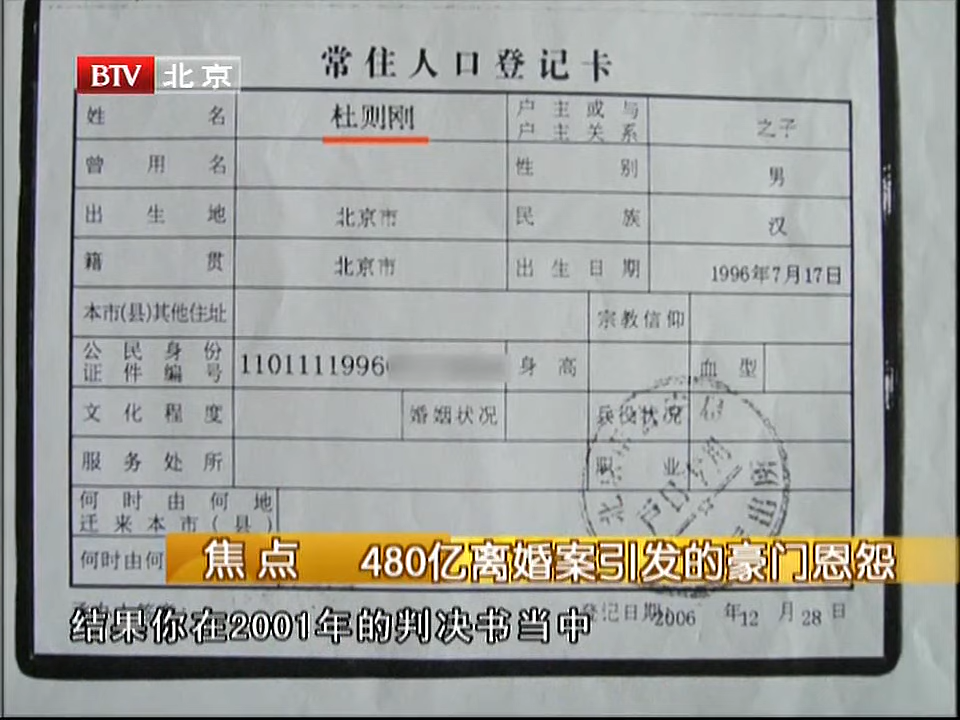 BTV 北京
常住人口登记卡
姓名 杜则刚 户主或与户主关系 之子
曾用名 性别 男
出生地 北京市 民族 汉
籍贯 北京市 出生日期 1996年7月17日
本市(县)其他住址 宗教信仰
公民身份证件编号 1101111996 身高 血型
文化程度 婚姻状况 兵役状况
服务处所 职业
何时由何地迁来本市(县)
何时由何
焦点 480亿离婚案引发的豪门恩怨
登记日期: 2006年12月28日
结果你在2001年的判决书当中